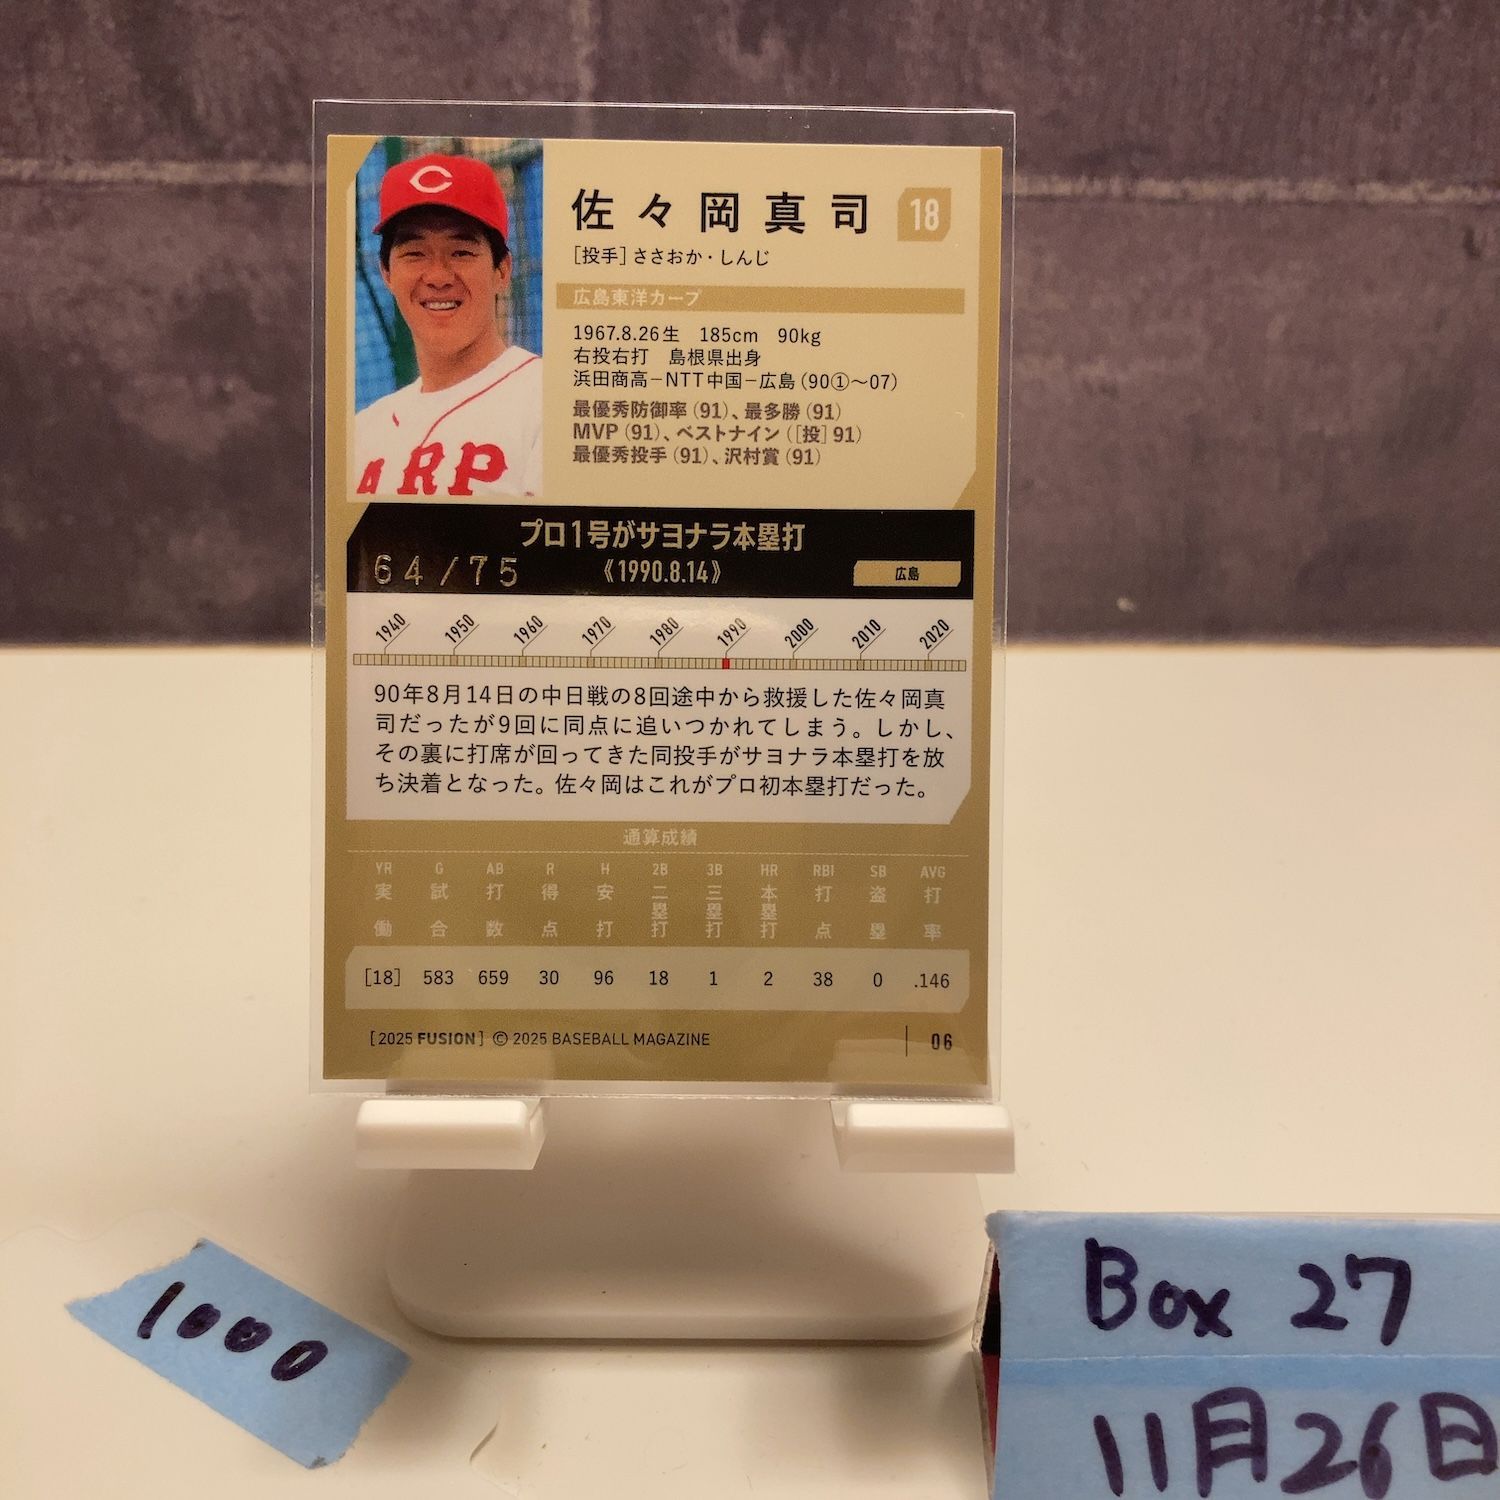 C
ARP
佐々岡真司 18
[投手]ささおか・しんじ
広島東洋カープ
1967.8.26生 185cm 90kg
右投右打 島根県出身
浜田商高−NTT中国−広島(90①〜07)
最優秀防御率(91)、最多勝(91)
MVP(91)、ベストナイン([投]91)
最優秀投手(91)、沢村賞(91)
プロ1号がサヨナラ本塁打
64/75 《1990.8.14》 広島
1940 1950 1960 1970 1980 1990 2000 2010 2020
90年8月14日の中日戦の8回途中から救援した佐々岡真
司だったが9回に同点に追いつかれてしまう。しかし、
その裏に打席が回ってきた同投手がサヨナラ本塁打を放
ち決着となった。佐々岡はこれがプロ初本塁打だった。
通算成績
YR G AB R H 2B 3B HR RBI SB AVG
実働 試合 打数 得点 安打 二塁打 三塁打 本塁打 打点 盗塁 打率
[18] 583 659 30 96 18 1 2 38 0 .146
[2025 FUSION] © 2025 BASEBALL MAGAZINE 06
1000
Box 27
11月26日